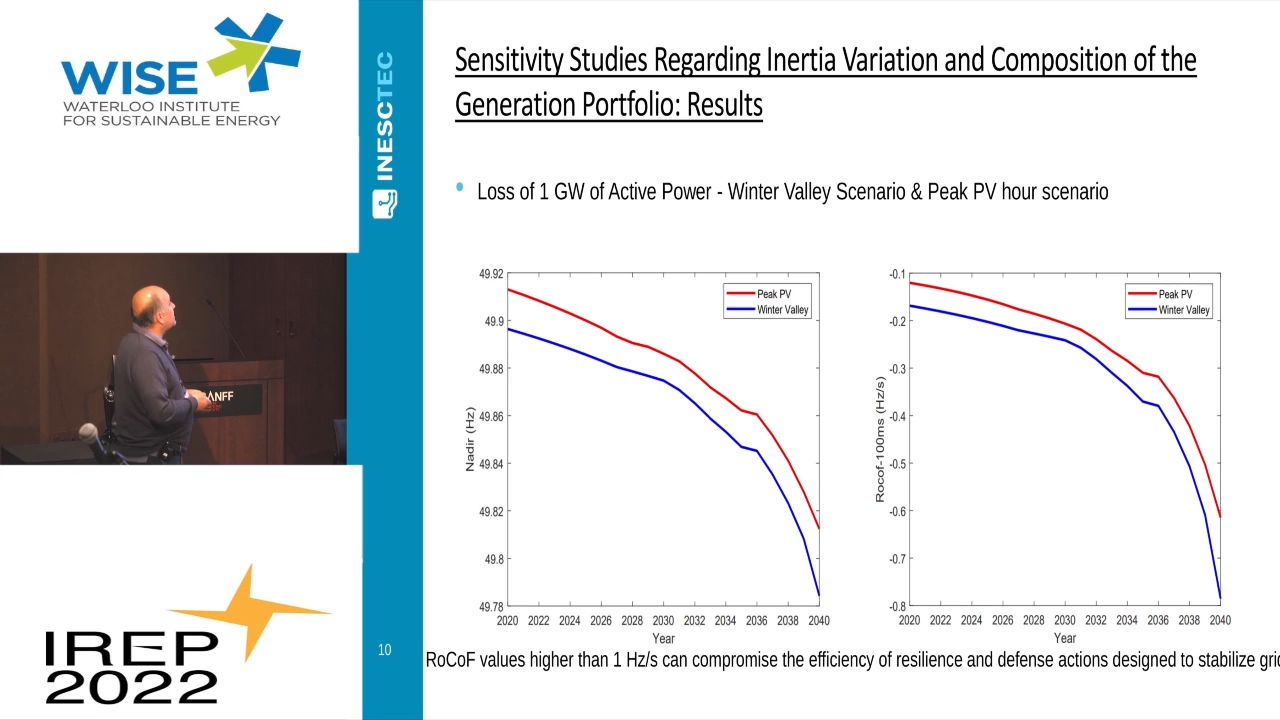 WISE
WATERLOO INSTITUTE
FOR SUSTAINABLE ENERGY
INESCTEC
Sensitivity Studies Regarding Inertia Variation and Composition of the
Generation Portfolio: Results
• Loss of 1 GW of Active Power - Winter Valley Scenario & Peak PV hour scenario
49.92
49.9
49.88
49.86
49.84
49.82
49.8
49.78
Nadir (Hz)
Peak PV
Winter Valley
2020 2022 2024 2026 2028 2030 2032 2034 2036 2038 2040
Year
-0.1
-0.2
-0.3
-0.4
-0.5
-0.6
-0.7
-0.8
Rocof-100ms (Hz/s)
Peak PV
Winter Valley
2020 2022 2024 2026 2028 2030 2032 2034 2036 2038 2040
Year
RoCoF values higher than 1 Hz/s can compromise the efficiency of resilience and defense actions designed to stabilize
10
ANFF
IREP
2022